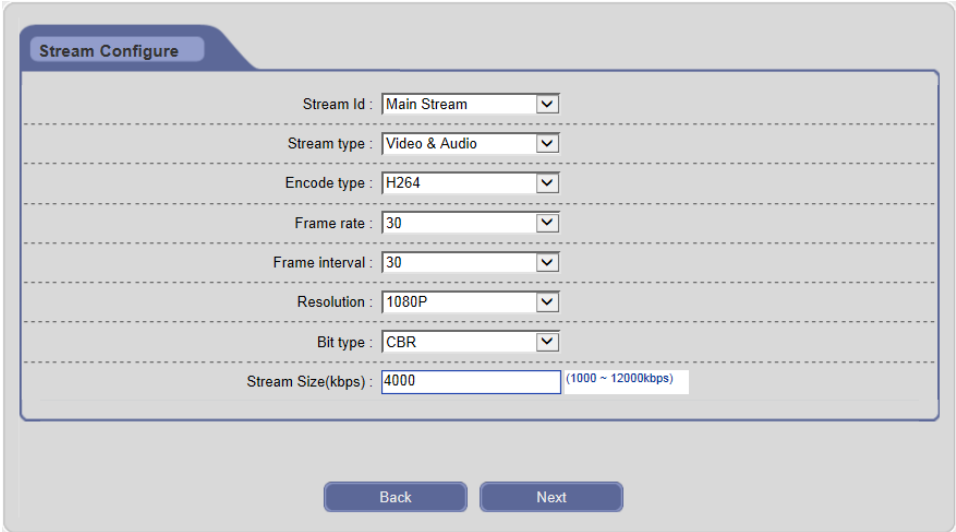 Stream Configure
Stream Id : Main Stream
Stream type : Video & Audio
Encode type : H264
Frame rate : 30
Frame interval : 30
Resolution : 1080P
Bit type : CBR
Stream Size(kbps) : 4000 (1000 ~ 12000kbps)
Back Next